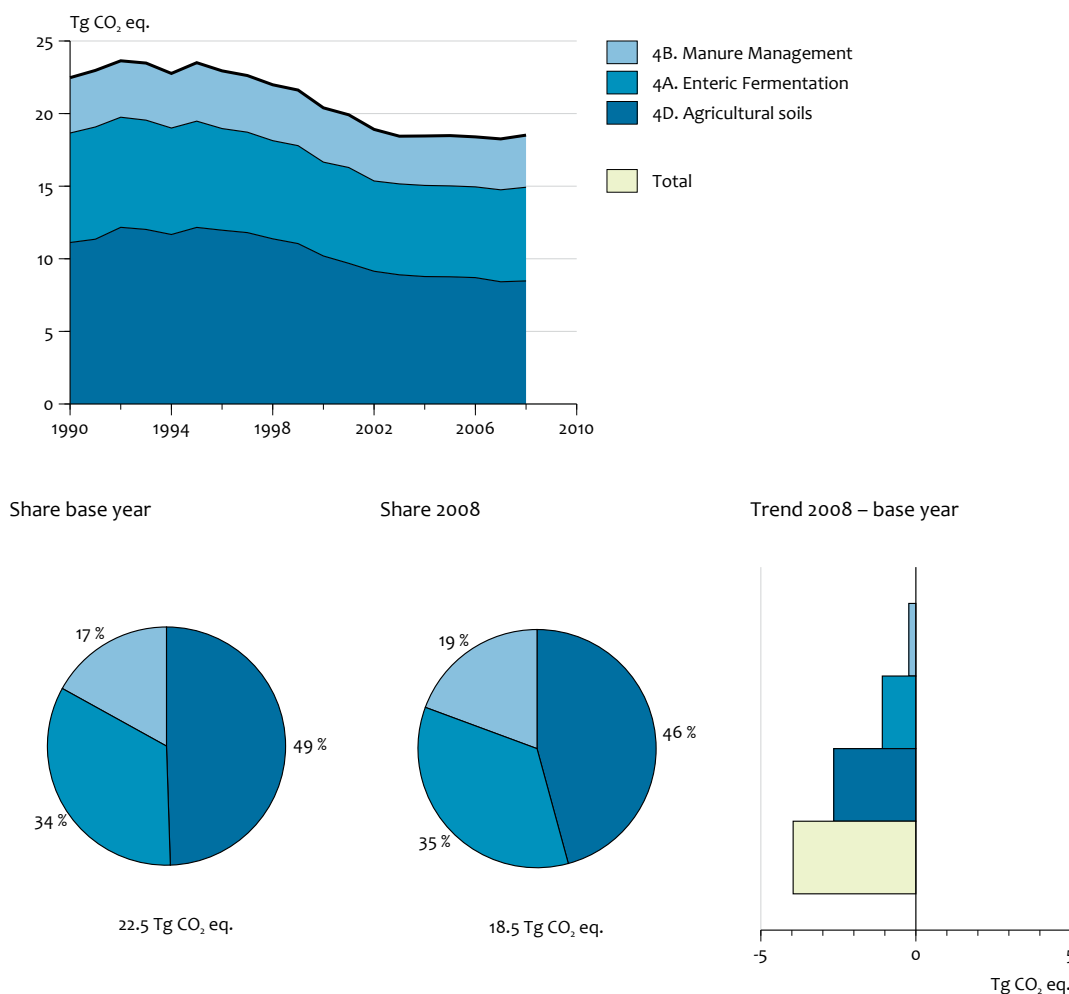 Tg CO₂ eq.
25
20
15
10
5
0
1990 1994 1998 2002 2006 2010
4B. Manure Management
4A. Enteric Fermentation
4D. Agricultural soils
Total
Share base year
17 %
49 %
34 %
22.5 Tg CO₂ eq.
Share 2008
19 %
46 %
35 %
18.5 Tg CO₂ eq.
Trend 2008 – base year
-5 0 5
Tg CO₂ eq.